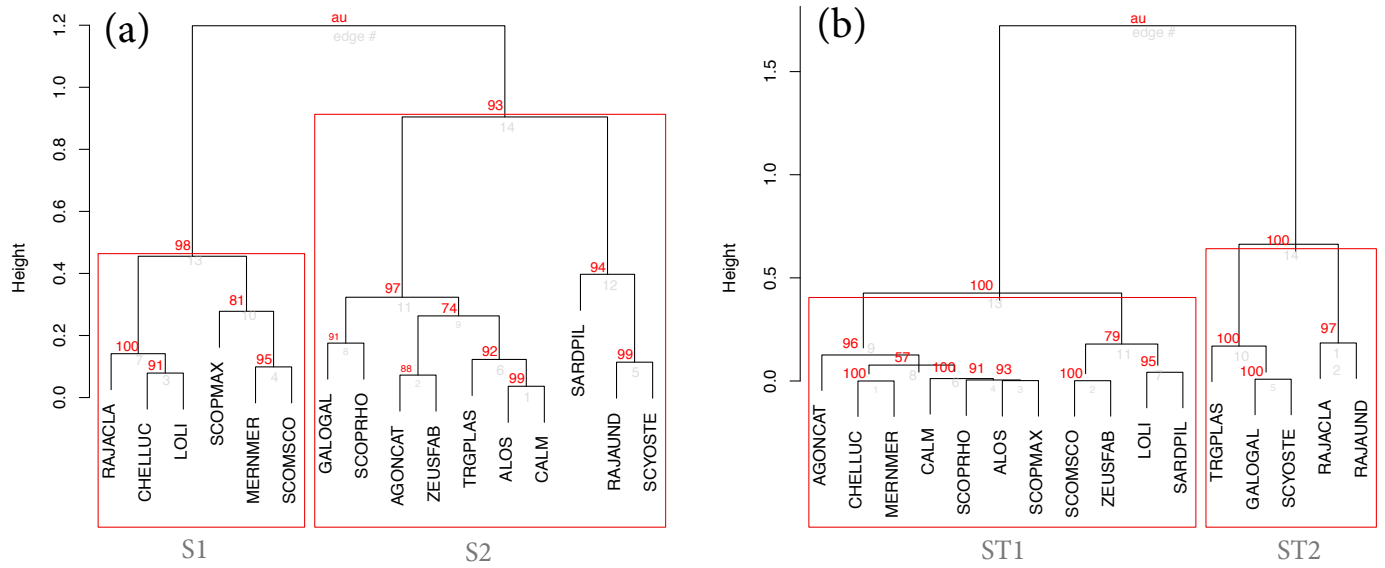 (a)
au
edge #
Height
1.2
1.0
0.8
0.6
0.4
0.2
0.0
93
14
98
13
100
7
91
3
81
10
95
4
97
11
91
8
74
9
88
2
92
6
99
1
94
12
99
5
RAJACLA
CHELLUC
LOLI
SCOPMAX
MERNMER
SCOMSCO
GALOGAL
SCOPRHO
AGONCAT
ZEUSFAB
TRGPLAS
ALOS
CALM
SARDPIL
RAJAUND
SCYOSTE
S1
S2
(b)
au
edge #
Height
1.5
1.0
0.5
0.0
100
14
100
13
96
9
57
8
100
1
100
6
91
4
93
3
79
11
100
2
95
7
100
10
100
5
97
1
2
AGONCAT
CHELLUC
MERNMER
CALM
SCOPRHO
ALOS
SCOPMAX
SCOMSCO
ZEUSFAB
LOLI
SARDPIL
TRGPLAS
GALOGAL
SCYOSTE
RAJACLA
RAJAUND
ST1
ST2